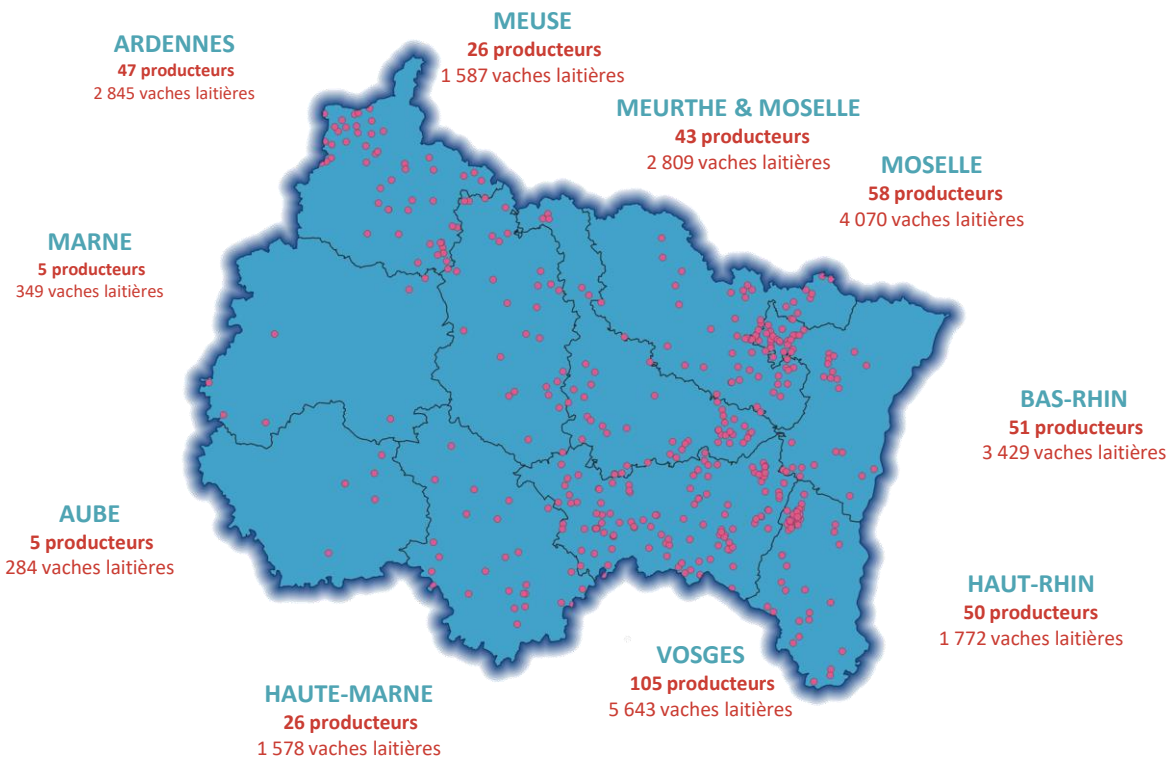 MEUSE
26 producteurs
1 587 vaches laitières
ARDENNES
47 producteurs
2 845 vaches laitières
MEURTHE & MOSELLE
43 producteurs
2 809 vaches laitières
MOSELLE
58 producteurs
4 070 vaches laitières
MARNE
5 producteurs
349 vaches laitières
BAS-RHIN
51 producteurs
3 429 vaches laitières
AUBE
5 producteurs
284 vaches laitières
HAUT-RHIN
50 producteurs
1 772 vaches laitières
VOSGES
105 producteurs
5 643 vaches laitières
HAUTE-MARNE
26 producteurs
1 578 vaches laitières